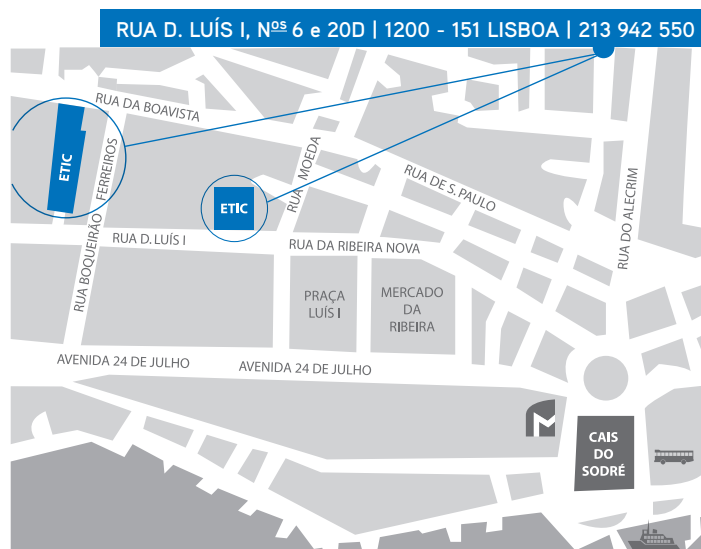 RUA D. LUÍS I, Nos 6 e 20D | 1200 - 151 LISBOA | 213 942 550
RUA DA BOAVISTA
ETIC
RUA BOQUEIRÃO FERREIROS
RUA MOEDA
RUA DE S. PAULO
RUA DO ALECRIM
ETIC
RUA D. LUÍS I
RUA DA RIBEIRA NOVA
PRAÇA
LUÍS I
MERCADO
DA
RIBEIRA
AVENIDA 24 DE JULHO
AVENIDA 24 DE JULHO
M
CAIS
DO
SODRÉ